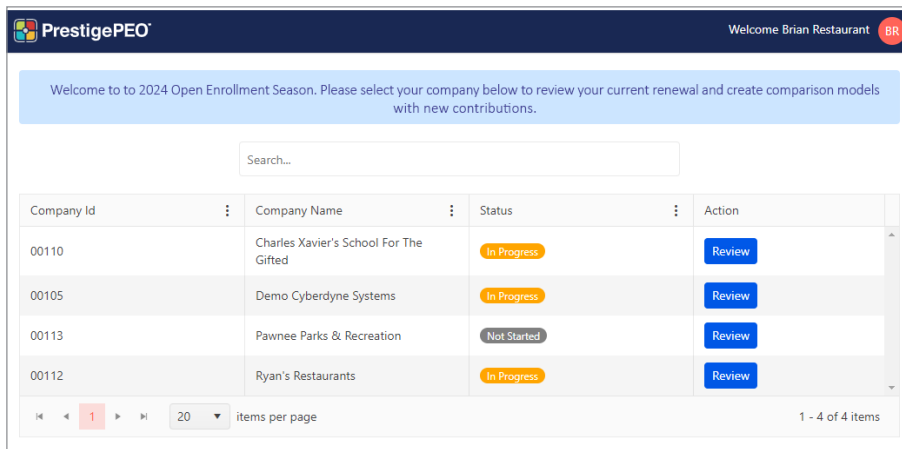 PrestigePEO
Welcome Brian Restaurant BR
Welcome to to 2024 Open Enrollment Season. Please select your company below to review your current renewal and create comparison models
with new contributions.
Search...
Company Id Company Name Status Action
00110 Charles Xavier's School For The
Gifted In Progress Review
00105 Demo Cyberdyne Systems In Progress Review
00113 Pawnee Parks & Recreation Not Started Review
00112 Ryan's Restaurants In Progress Review
1 20 items per page 1 - 4 of 4 items